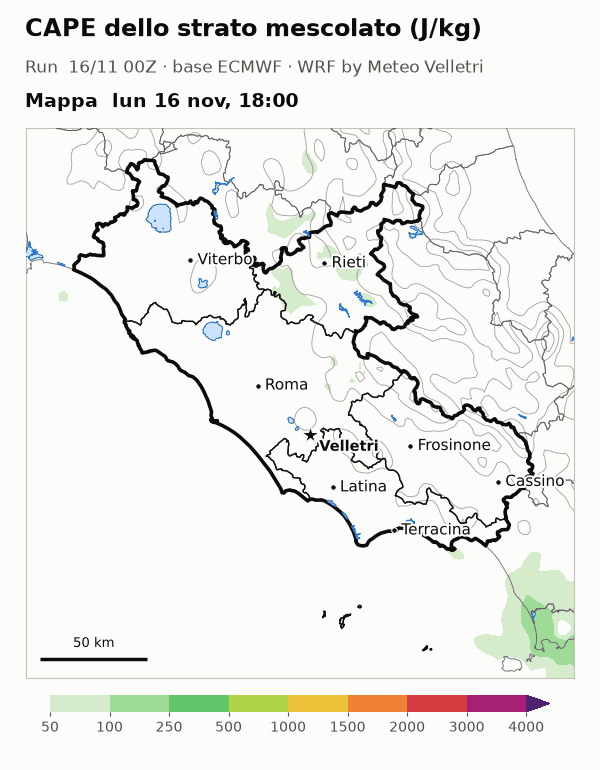 CAPE dello strato mescolato (J/kg)
Run  16/11 00Z · base ECMWF · WRF by Meteo Velletri
Mappa  lun 16 nov, 18:00
Viterbo
Rieti
Roma
Velletri
Frosinone
Latina
Cassino
Terracina
50 km
50 100 250 500 1000 1500 2000 3000 4000